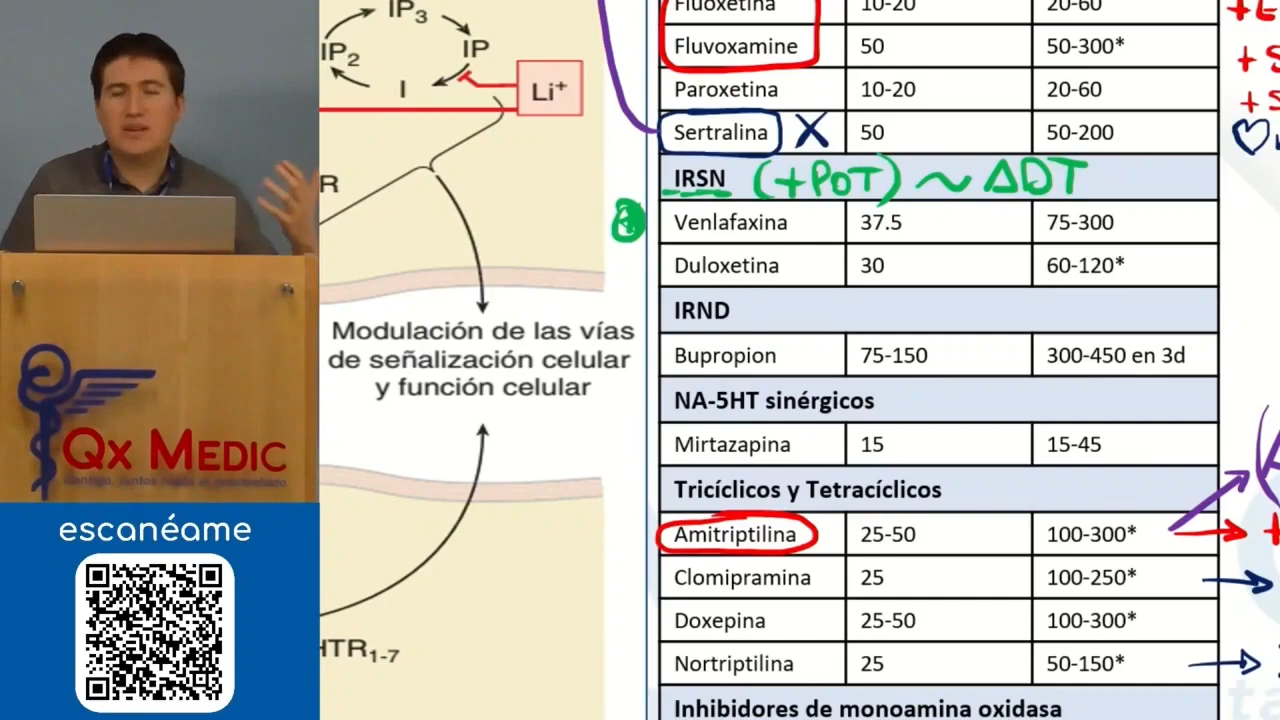 IP3
IP2
IP
I
Li+
R
Modulación de las vías
de señalización celular
y función celular
HTR1-7
Fluoxetina 10-20 20-60
Fluvoxamine 50 50-300*
Paroxetina 10-20 20-60
Sertralina X 50 50-200
IRSN (+POT) ~ ΔDT
Venlafaxina 37.5 75-300
Duloxetina 30 60-120*
IRND
Bupropion 75-150 300-450 en 3d
NA-5HT sinérgicos
Mirtazapina 15 15-45
Tricíclicos y Tetracíclicos
Amitriptilina 25-50 100-300*
Clomipramina 25 100-250*
Doxepina 25-50 100-300*
Nortriptilina 25 50-150*
Inhibidores de monoamina oxidasa
+S
+S
Qx MEDIC
escanéame